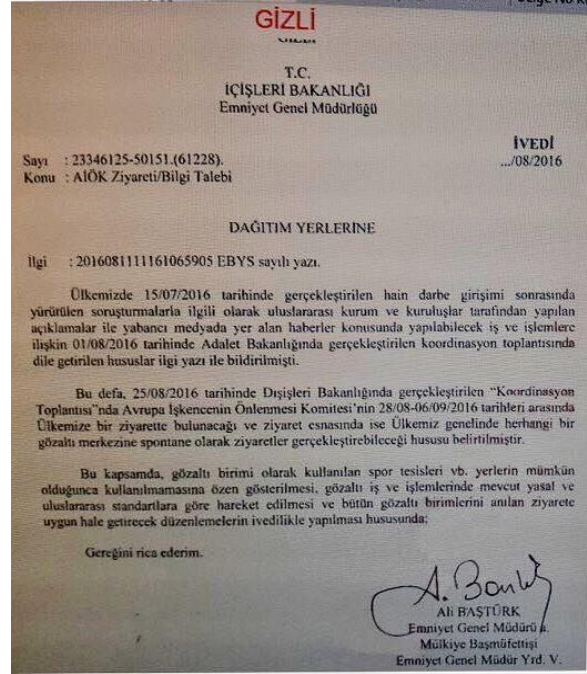 GİZLİ
T.C.
İÇİŞLERİ BAKANLIĞI
Emniyet Genel Müdürlüğü
İVEDİ
Sayı : 23346125-50151.(61228).
.../08/2016
Konu : AİÖK Ziyareti/Bilgi Talebi
DAĞITIM YERLERİNE
İlgi : 2016081111161065905 EBYS sayılı yazı.
Ülkemizde 15/07/2016 tarihinde gerçekleştirilen hain darbe girişimi sonrasında
yürütülen soruşturmalarla ilgili olarak uluslararası kurum ve kuruluşlar tarafından yapılan
açıklamalar ile yabancı medyada yer alan haberler konusunda yapılabilecek iş ve işlemlere
ilişkin 01/08/2016 tarihinde Adalet Bakanlığında gerçekleştirilen koordinasyon toplantısında
dile getirilen hususlar ilgi yazı ile bildirilmişti.
Bu defa, 25/08/2016 tarihinde Dışişleri Bakanlığında gerçekleştirilen “Koordinasyon
Toplantısı”nda Avrupa İşkencenin Önlenmesi Komitesi’nin 28/08-06/09/2016 tarihleri arasında
Ülkemize bir ziyarette bulunacağı ve ziyaret esnasında ise Ülkemiz genelinde herhangi bir
gözaltı merkezine spontane olarak ziyaretler gerçekleştirebileceği hususu belirtilmiştir.
Bu kapsamda, gözaltı birimi olarak kullanılan spor tesisleri vb. yerlerin mümkün
olduğunca kullanılmamasına özen gösterilmesi, gözaltı iş ve işlemlerinde mevcut yasal ve
uluslararası standartlara göre hareket edilmesi ve bütün gözaltı birimlerini anılan ziyarete
uygun hale getirecek düzenlemelerin ivedilikle yapılması hususunda;
Gereğini rica ederim.
Ali BAŞTÜRK
Emniyet Genel Müdürü a.
Mülkiye Başmüfettişi
Emniyet Genel Müdür Yrd. V.